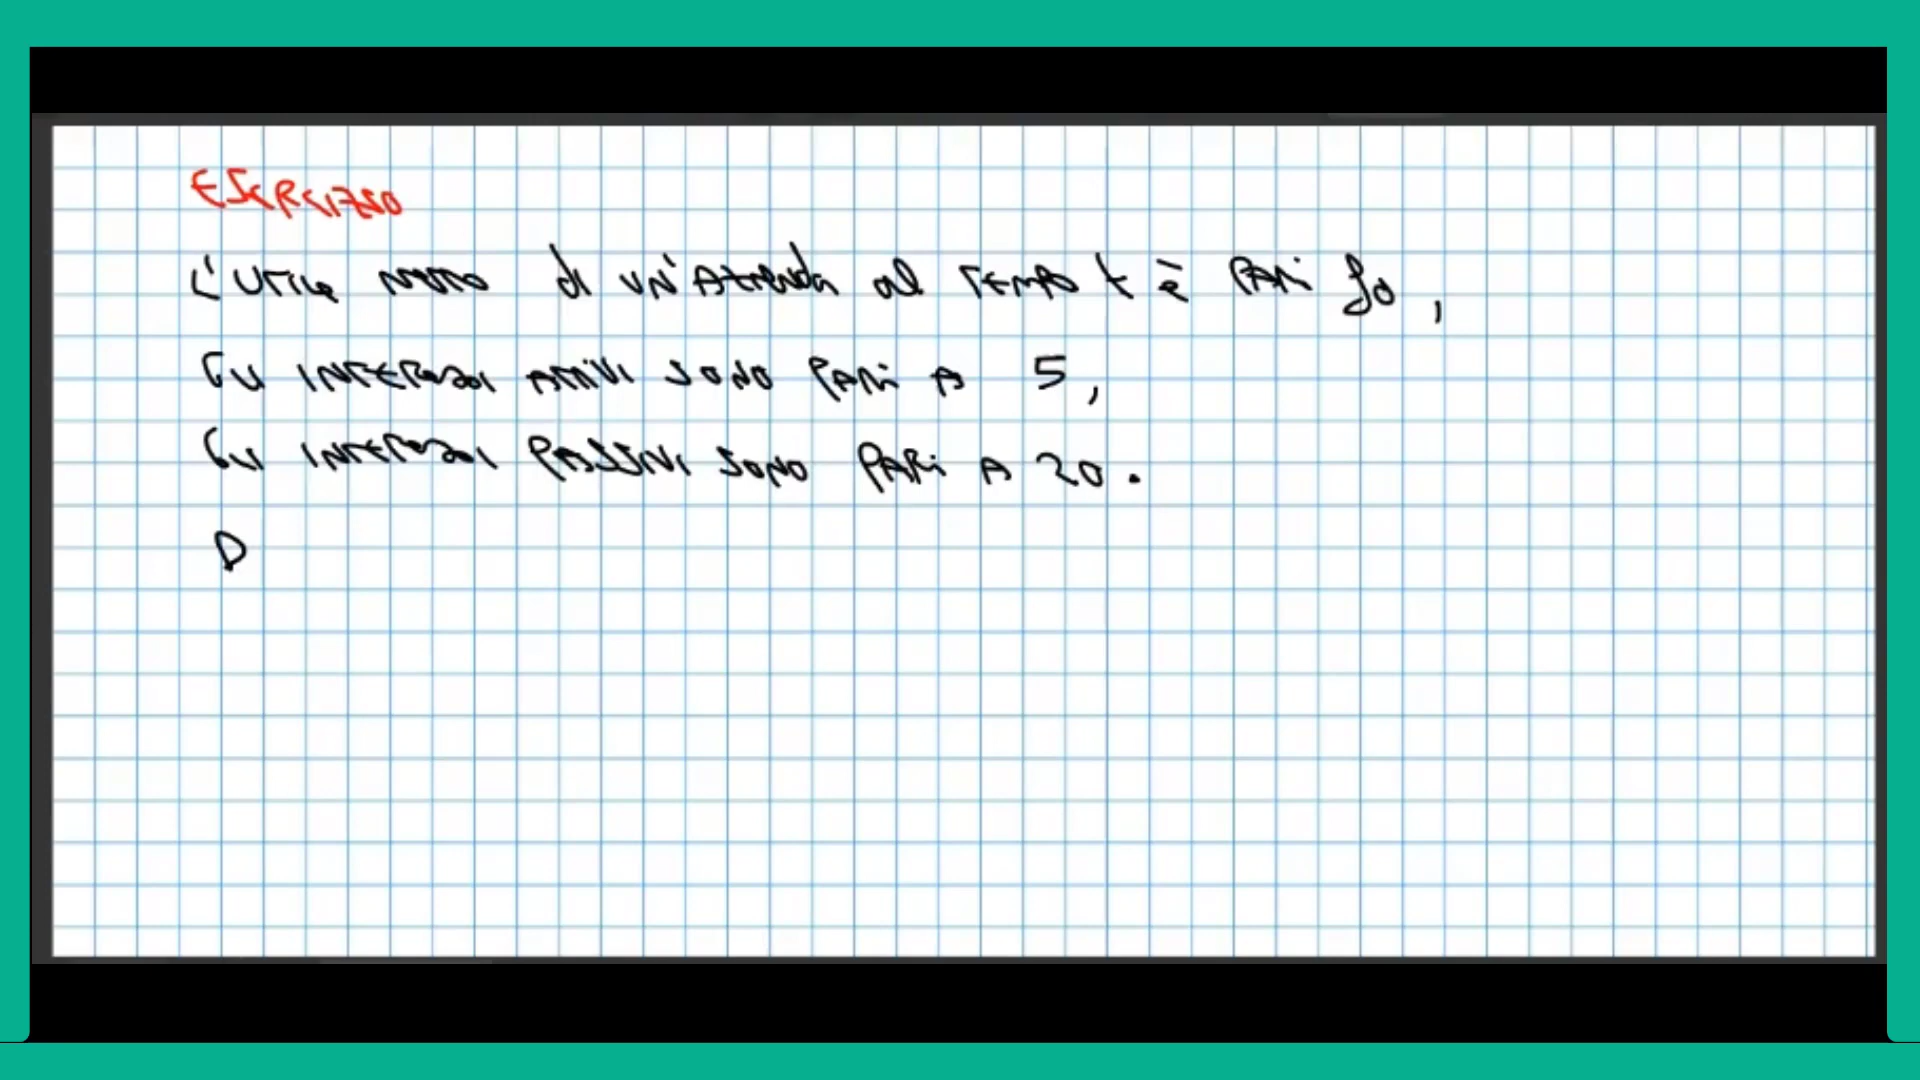 ESERCIZIO
L'UTILE NETTO di UN'AZIENDA al TEMPO t è PARI 50,
GLI INTERESSI ATTIVI SONO PARI A 5,
GLI INTERESSI PASSIVI SONO PARI A 20.
D